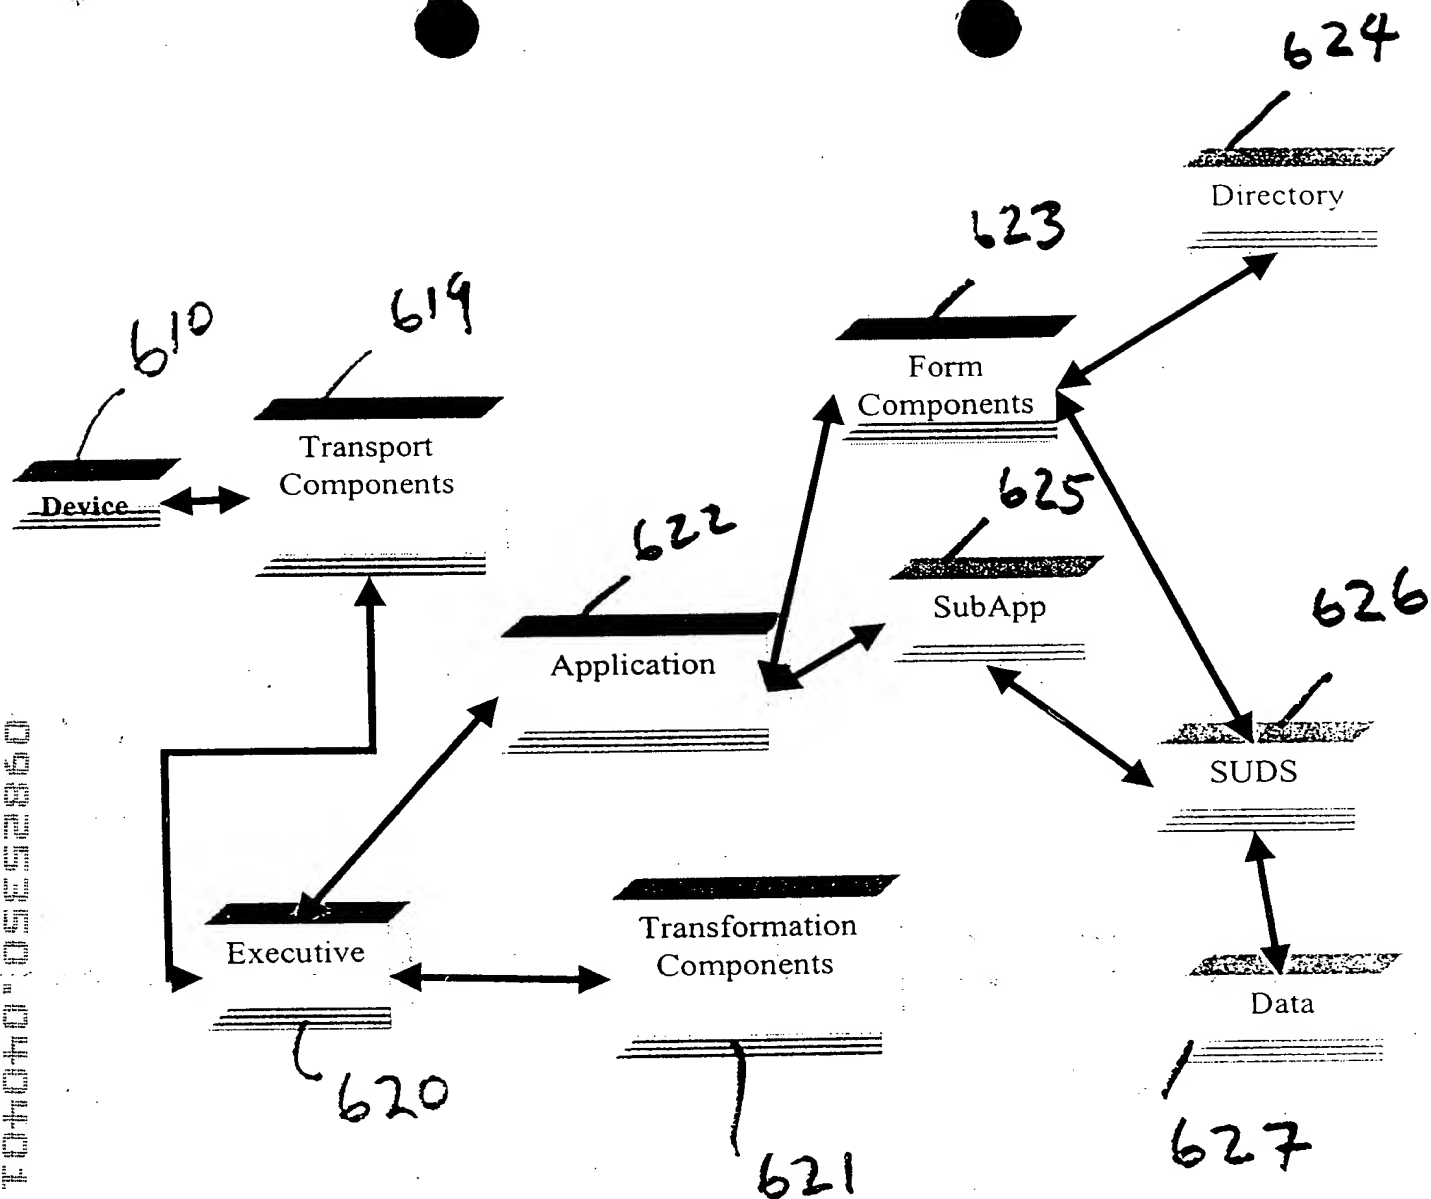 624
Directory
623
Form
Components
619
610
Transport
Components
Device
625
622
SubApp
626
Application
SUDS
Transformation
Components
Executive
Data
620
621
627